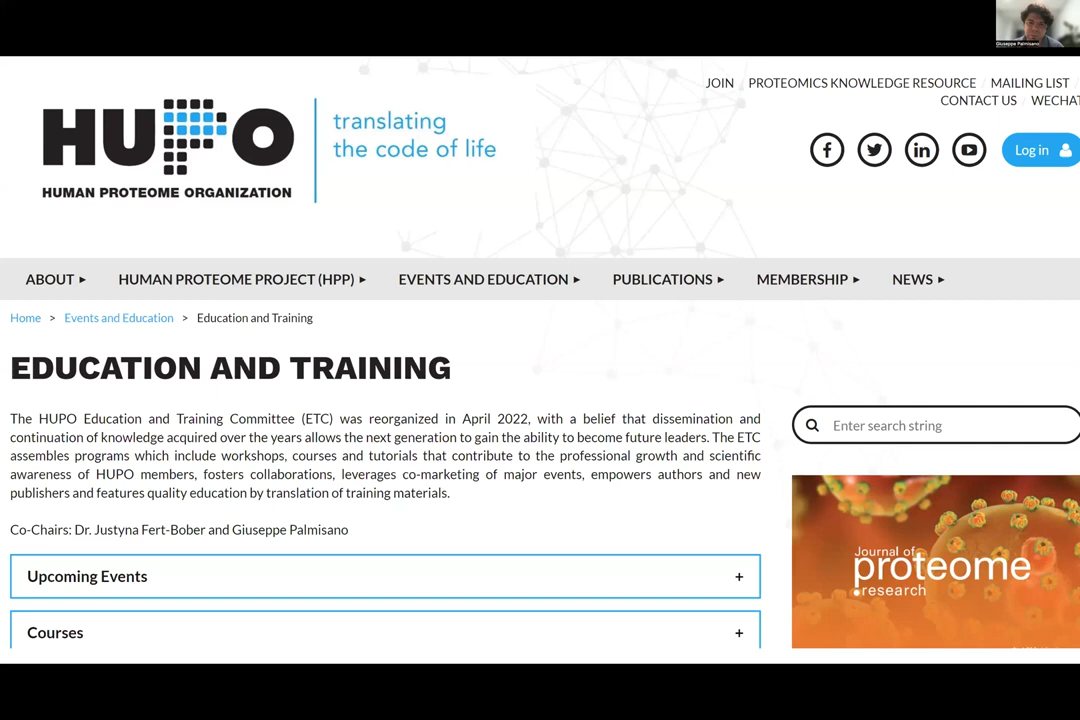 Giuseppe Palmisano
JOIN / PROTEOMICS KNOWLEDGE RESOURCE / MAILING LIST /
CONTACT US / WECHAT
HUPO
HUMAN PROTEOME ORGANIZATION
translating
the code of life
Log in
ABOUT ▸ HUMAN PROTEOME PROJECT (HPP) ▸ EVENTS AND EDUCATION ▸ PUBLICATIONS ▸ MEMBERSHIP ▸ NEWS ▸
Home > Events and Education > Education and Training
EDUCATION AND TRAINING
The HUPO Education and Training Committee (ETC) was reorganized in April 2022, with a belief that dissemination and
continuation of knowledge acquired over the years allows the next generation to gain the ability to become future leaders. The ETC
assembles programs which include workshops, courses and tutorials that contribute to the professional growth and scientific
awareness of HUPO members, fosters collaborations, leverages co-marketing of major events, empowers authors and new
publishers and features quality education by translation of training materials.
Co-Chairs: Dr. Justyna Fert-Bober and Giuseppe Palmisano
Upcoming Events +
Courses +
Enter search string
Journal of
proteome
research